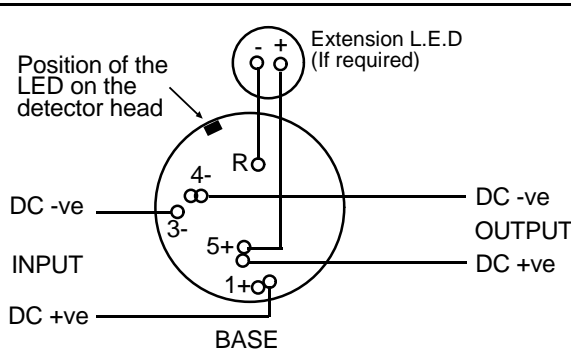 - +
Extension L.E.D
(If required)
Position of the
LED on the
detector head
R
4-
DC -ve
3-
DC -ve
OUTPUT
5+
INPUT
DC +ve
1+
DC +ve
BASE